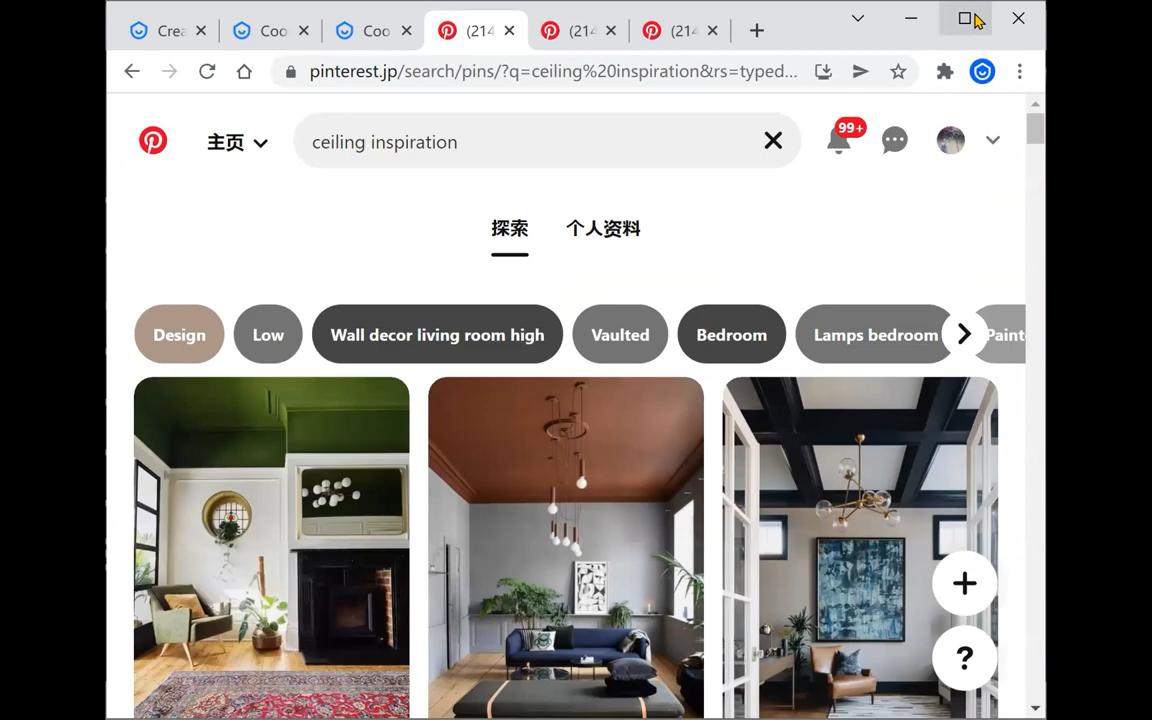 Crea
Coo
Coo
(214
(214
(214
pinterest.jp/search/pins/?q=ceiling%20inspiration&rs=typed...
主页
ceiling inspiration
99+
探索
个人资料
Design
Low
Wall decor living room high
Vaulted
Bedroom
Lamps bedroom
Paint